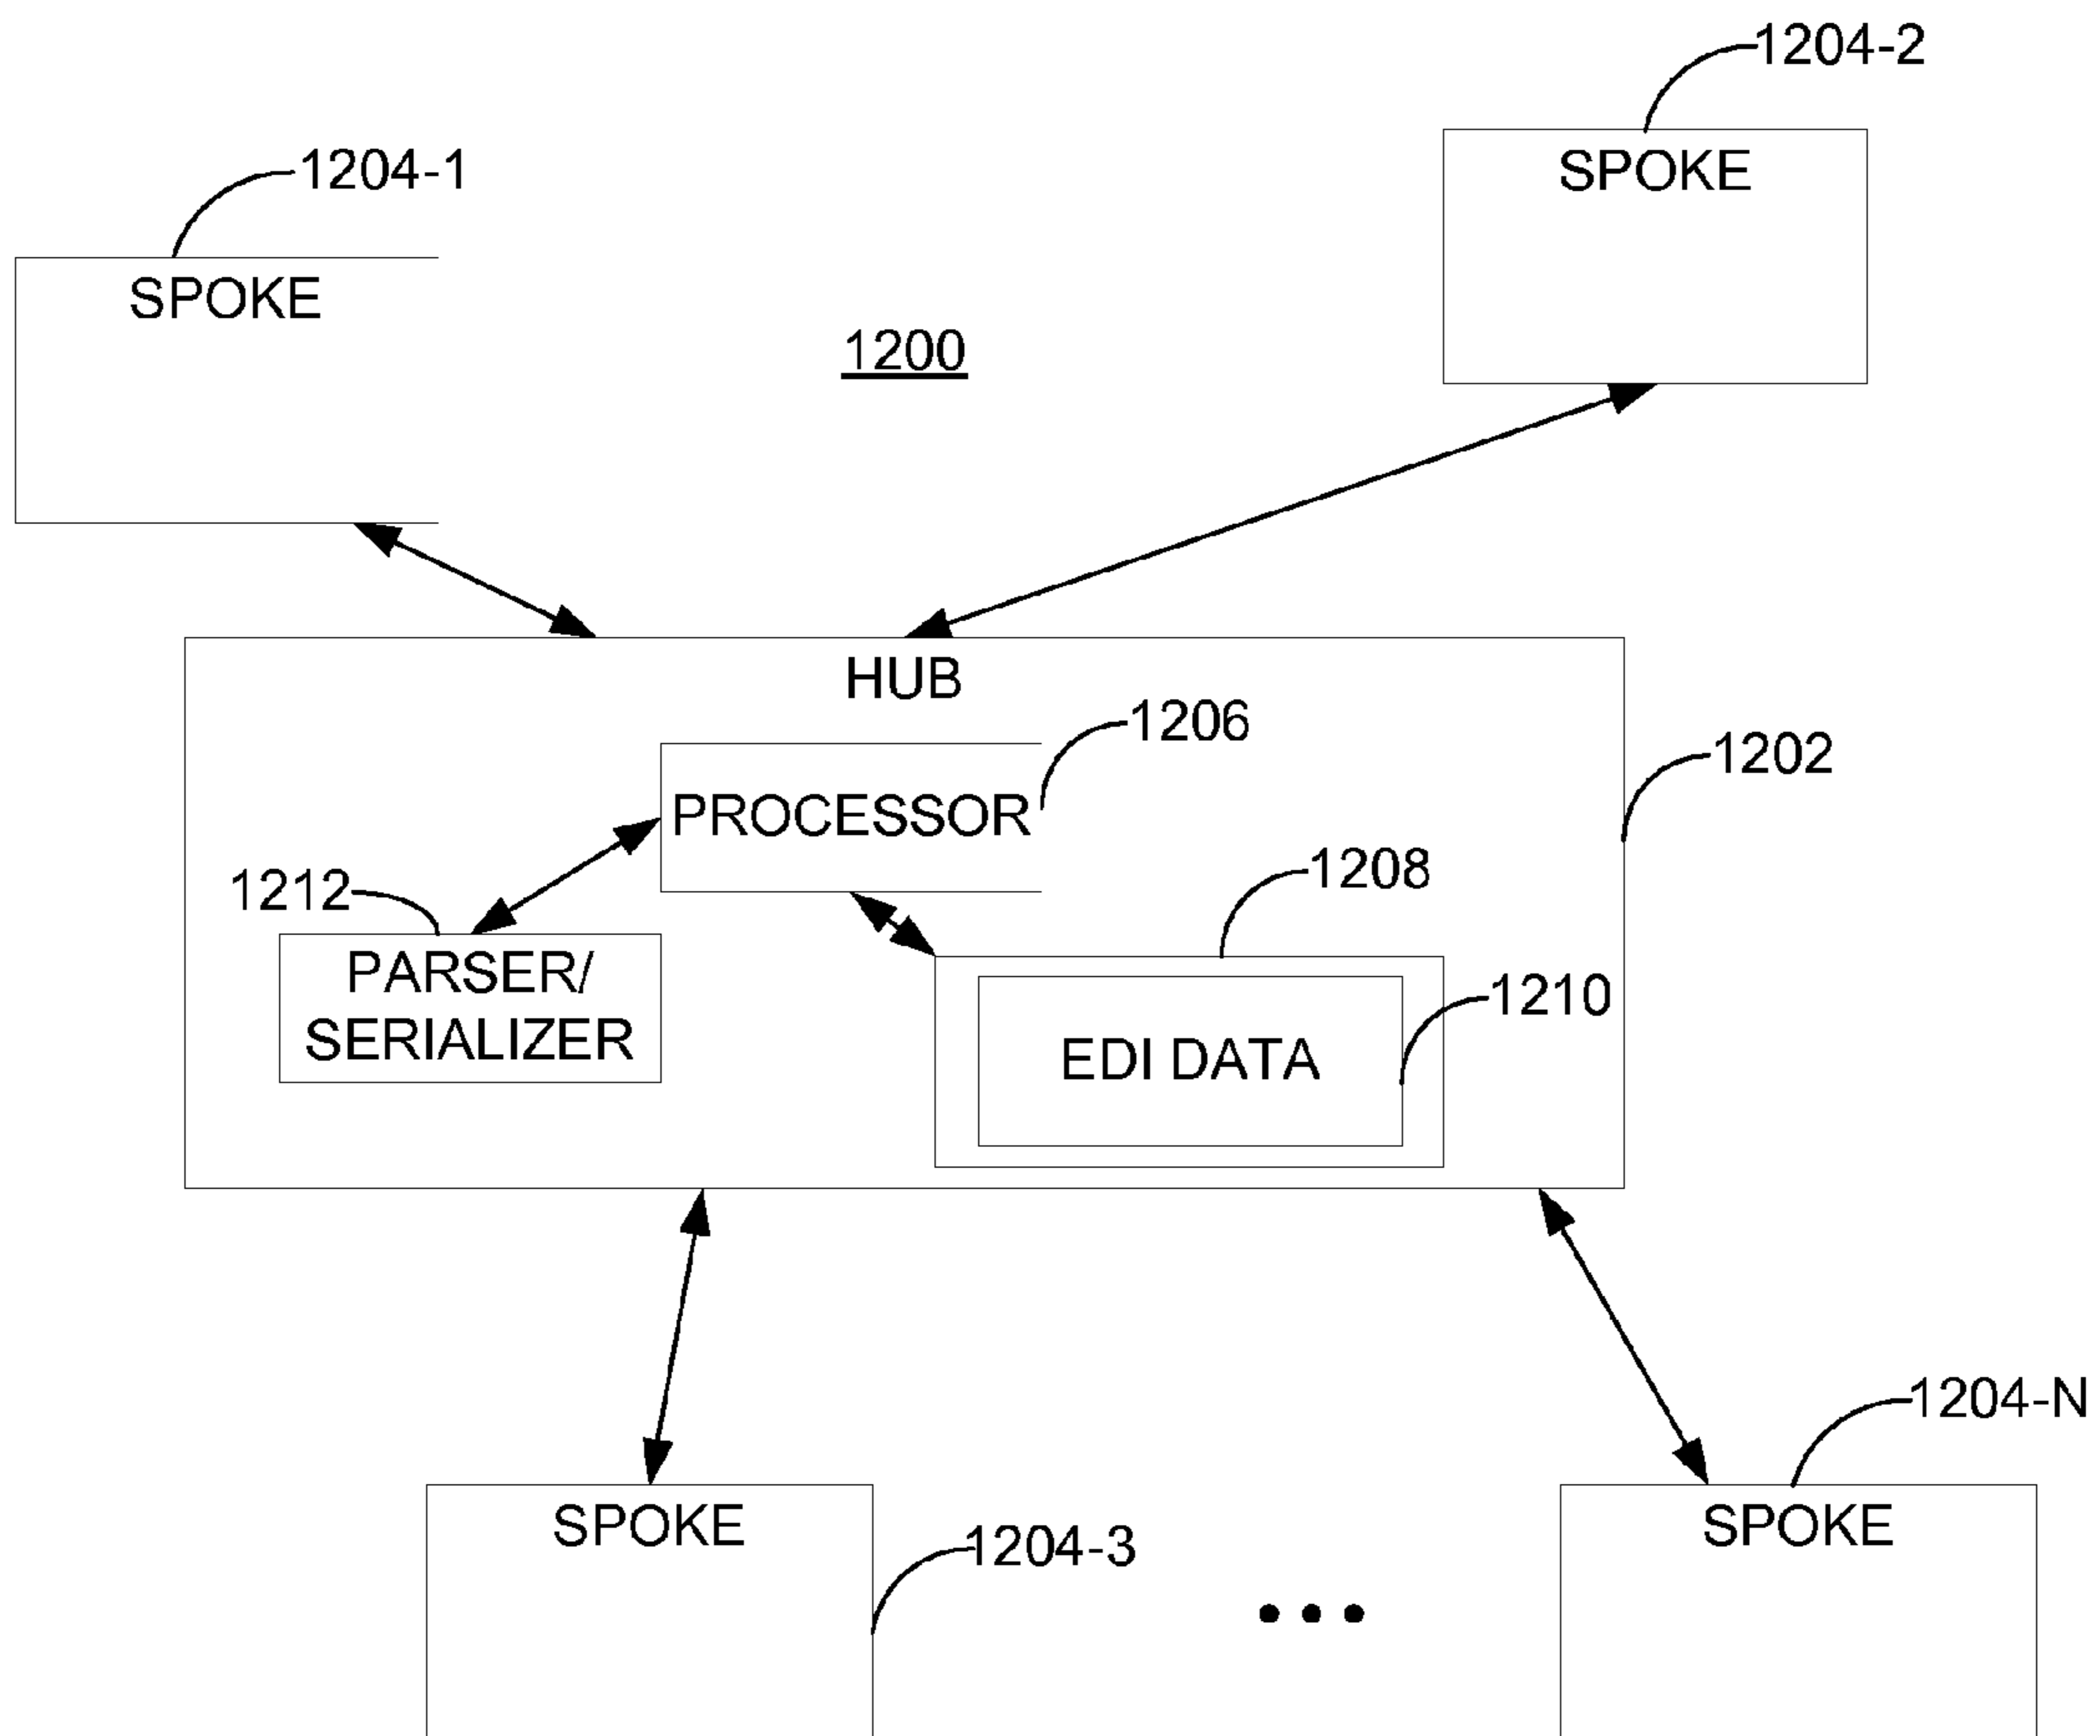 1204-2
SPOKE
1204-1
SPOKE
1200
HUB
1206
1202
PROCESSOR
1208
1212
PARSER/
SERIALIZER
1210
EDI DATA
1204-N
SPOKE
1204-3
SPOKE
•••